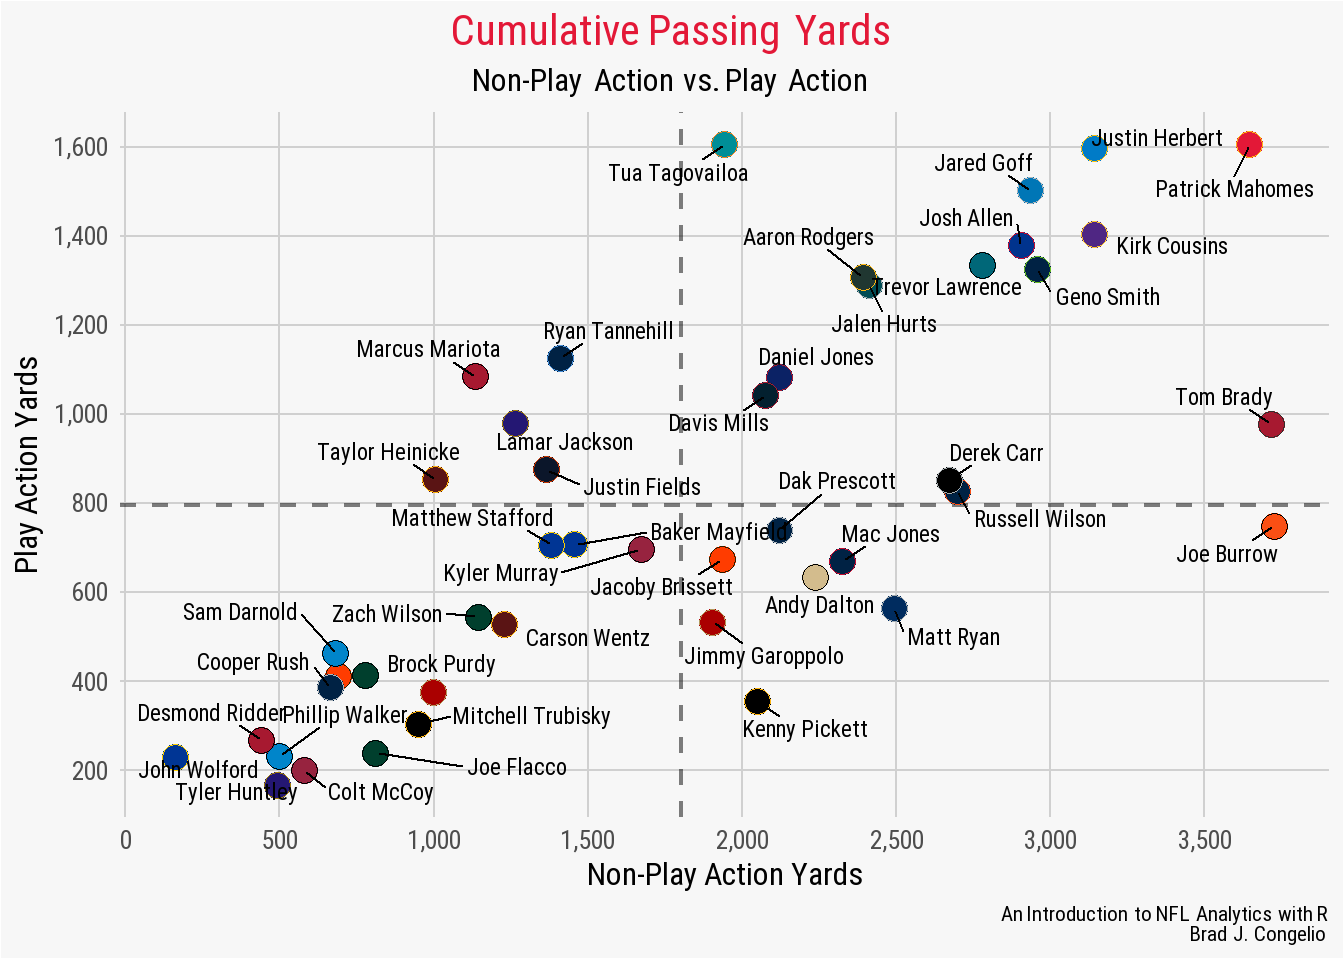 Cumulative Passing Yards
Non-Play Action vs. Play Action
Play Action Yards
1,600
1,400
1,200
1,000
800
600
400
200
Justin Herbert
Jared Goff
Tua Tagovailoa
Patrick Mahomes
Josh Allen
Aaron Rodgers
Kirk Cousins
Trevor Lawrence
Geno Smith
Jalen Hurts
Ryan Tannehill
Marcus Mariota
Daniel Jones
Tom Brady
Davis Mills
Lamar Jackson
Taylor Heinicke
Derek Carr
Justin Fields
Dak Prescott
Matthew Stafford
Russell Wilson
Baker Mayfield
Mac Jones
Joe Burrow
Kyler Murray
Jacoby Brissett
Andy Dalton
Sam Darnold
Zach Wilson
Carson Wentz
Matt Ryan
Jimmy Garoppolo
Cooper Rush
Brock Purdy
Desmond Ridder
Phillip Walker
Mitchell Trubisky
Kenny Pickett
John Wolford
Joe Flacco
Tyler Huntley
Colt McCoy
0
500
1,000
1,500
2,000
2,500
3,000
3,500
Non-Play Action Yards
An Introduction to NFL Analytics with R
Brad J. Congelio